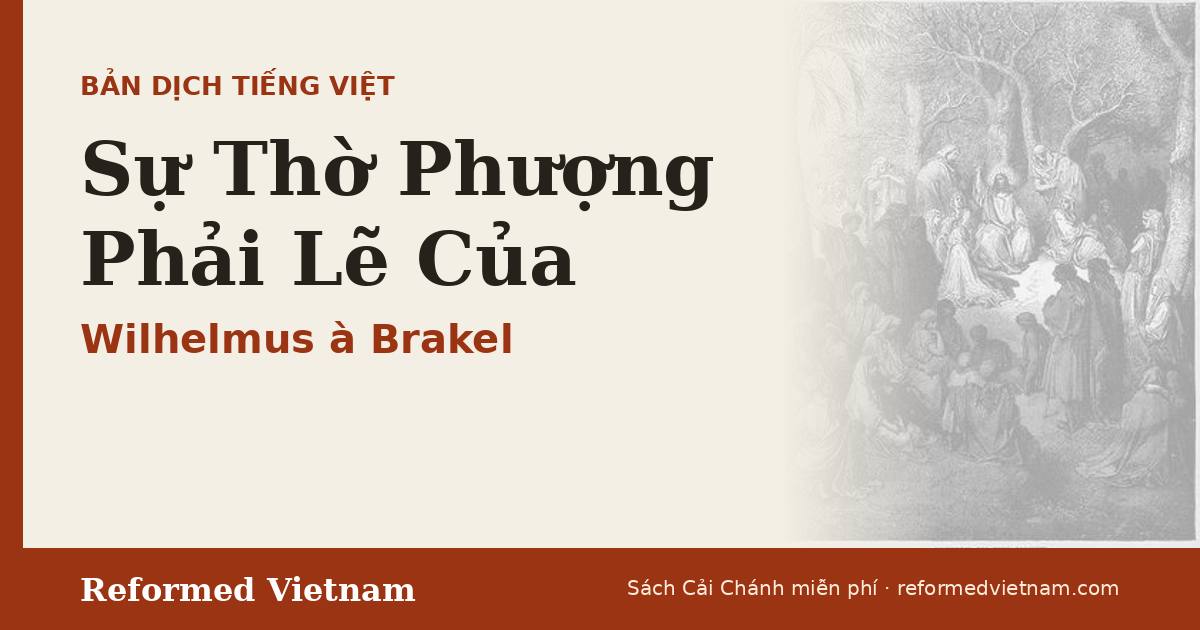 BẢN DỊCH TIẾNG VIỆT
Sự Thờ Phượng
Phải Lẽ Của
Wilhelmus à Brakel
Reformed Vietnam
Sách Cải Chánh miễn phí · reformedvietnam.com